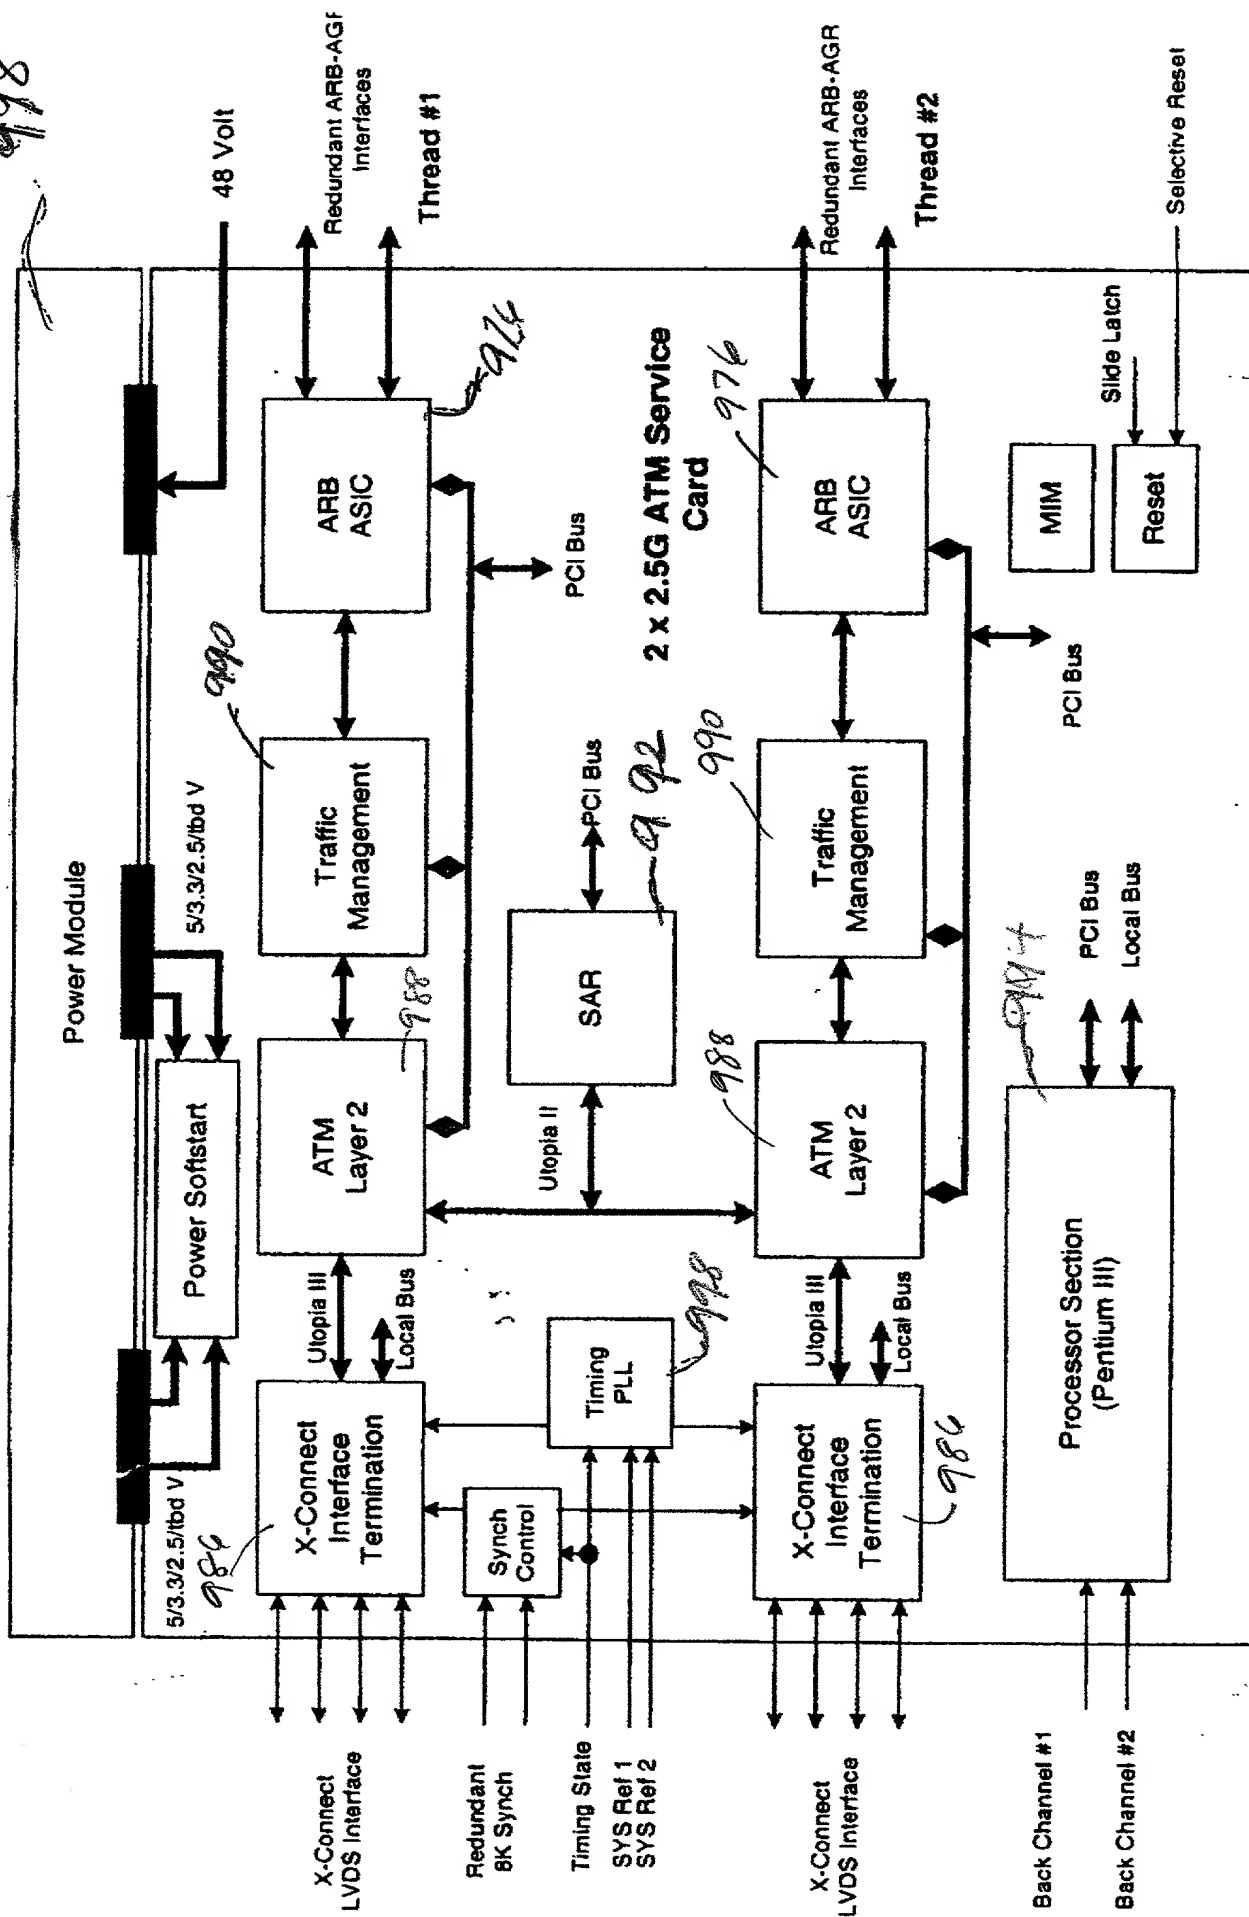 998
Power Module
48 Volt
5/3.3/2.5/tbd V
5/3.3/2.5/tbd V
Power Softstart
986
990
X-Connect
LVDS Interface
X-Connect
Interface
Termination
Utopia III
Local Bus
ATM
Layer 2
988
Traffic
Management
ARB
ASIC
Redundant ARB-AGR
Interfaces
Thread #1
PCI Bus
Redundant
8K Synch
Synch
Control
Timing State
SYS Ref 1
SYS Ref 2
Timing
PLL
998
Utopia II
SAR
PCI Bus
992
2 x 2.5G ATM Service
Card
X-Connect
LVDS Interface
X-Connect
Interface
Termination
986
Utopia III
Local Bus
988
ATM
Layer 2
990
Traffic
Management
976
ARB
ASIC
Redundant ARB-AGR
Interfaces
Thread #2
PCI Bus
Back Channel #1
Back Channel #2
Processor Section
(Pentium III)
PCI Bus
Local Bus
MIM
Reset
Slide Latch
Selective Reset